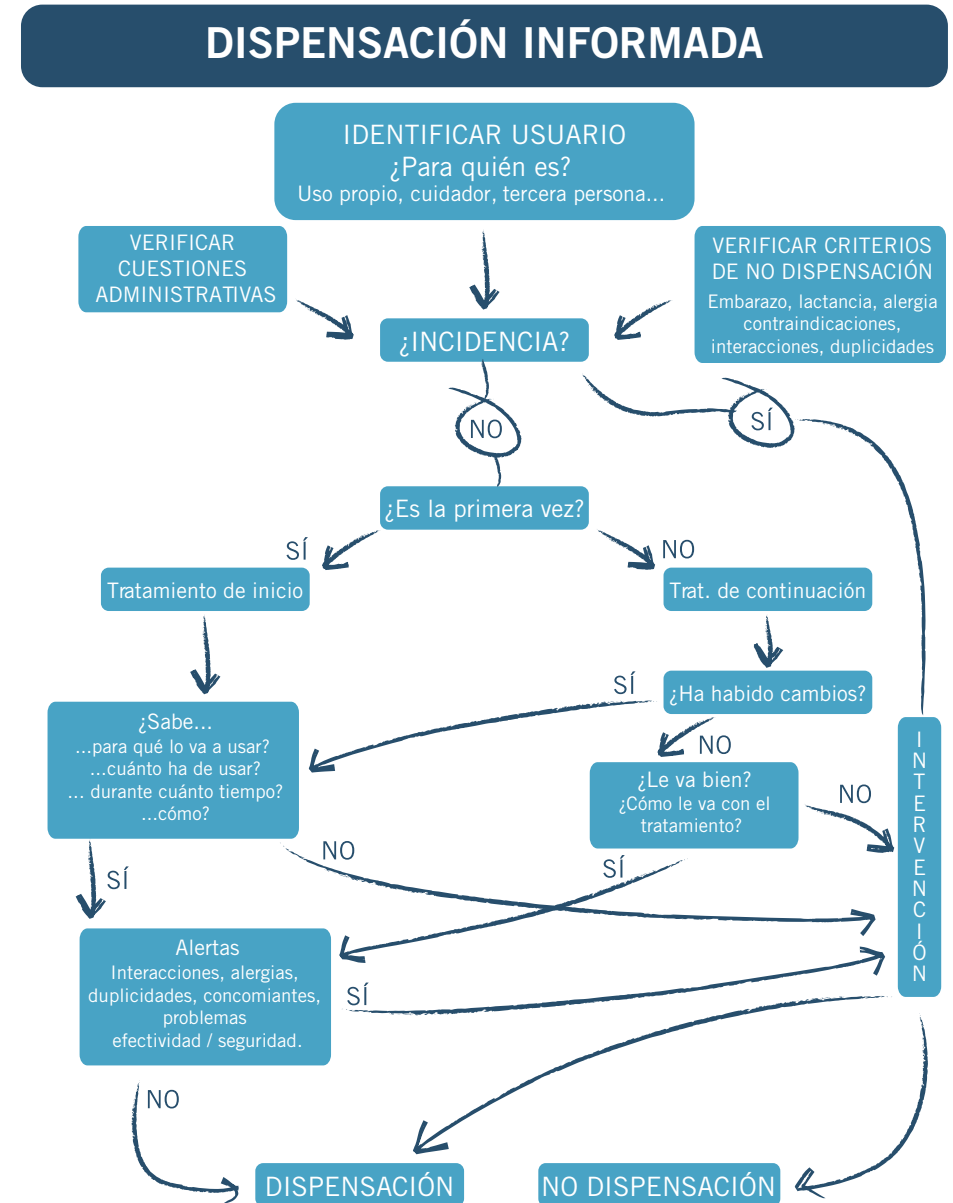 DISPENSACIÓN INFORMADA
IDENTIFICAR USUARIO
¿Para quién es?
Uso propio, cuidador, tercera persona...
VERIFICAR
CUESTIONES
ADMINISTRATIVAS
VERIFICAR CRITERIOS
DE NO DISPENSACIÓN
Embarazo, lactancia, alergia
contraindicaciones,
interacciones, duplicidades
¿INCIDENCIA?
NO
SÍ
¿Es la primera vez?
SÍ
NO
Tratamiento de inicio
Trat. de continuación
SÍ
¿Ha habido cambios?
¿Sabe...
...para qué lo va a usar?
...cuánto ha de usar?
... durante cuánto tiempo?
...cómo?
NO
¿Le va bien?
¿Cómo le va con el
tratamiento?
NO
INTERVENCIÓN
SÍ
NO
SÍ
Alertas
Interacciones, alergias,
duplicidades, concomiantes,
problemas
efectividad / seguridad.
SÍ
NO
DISPENSACIÓN
NO DISPENSACIÓN